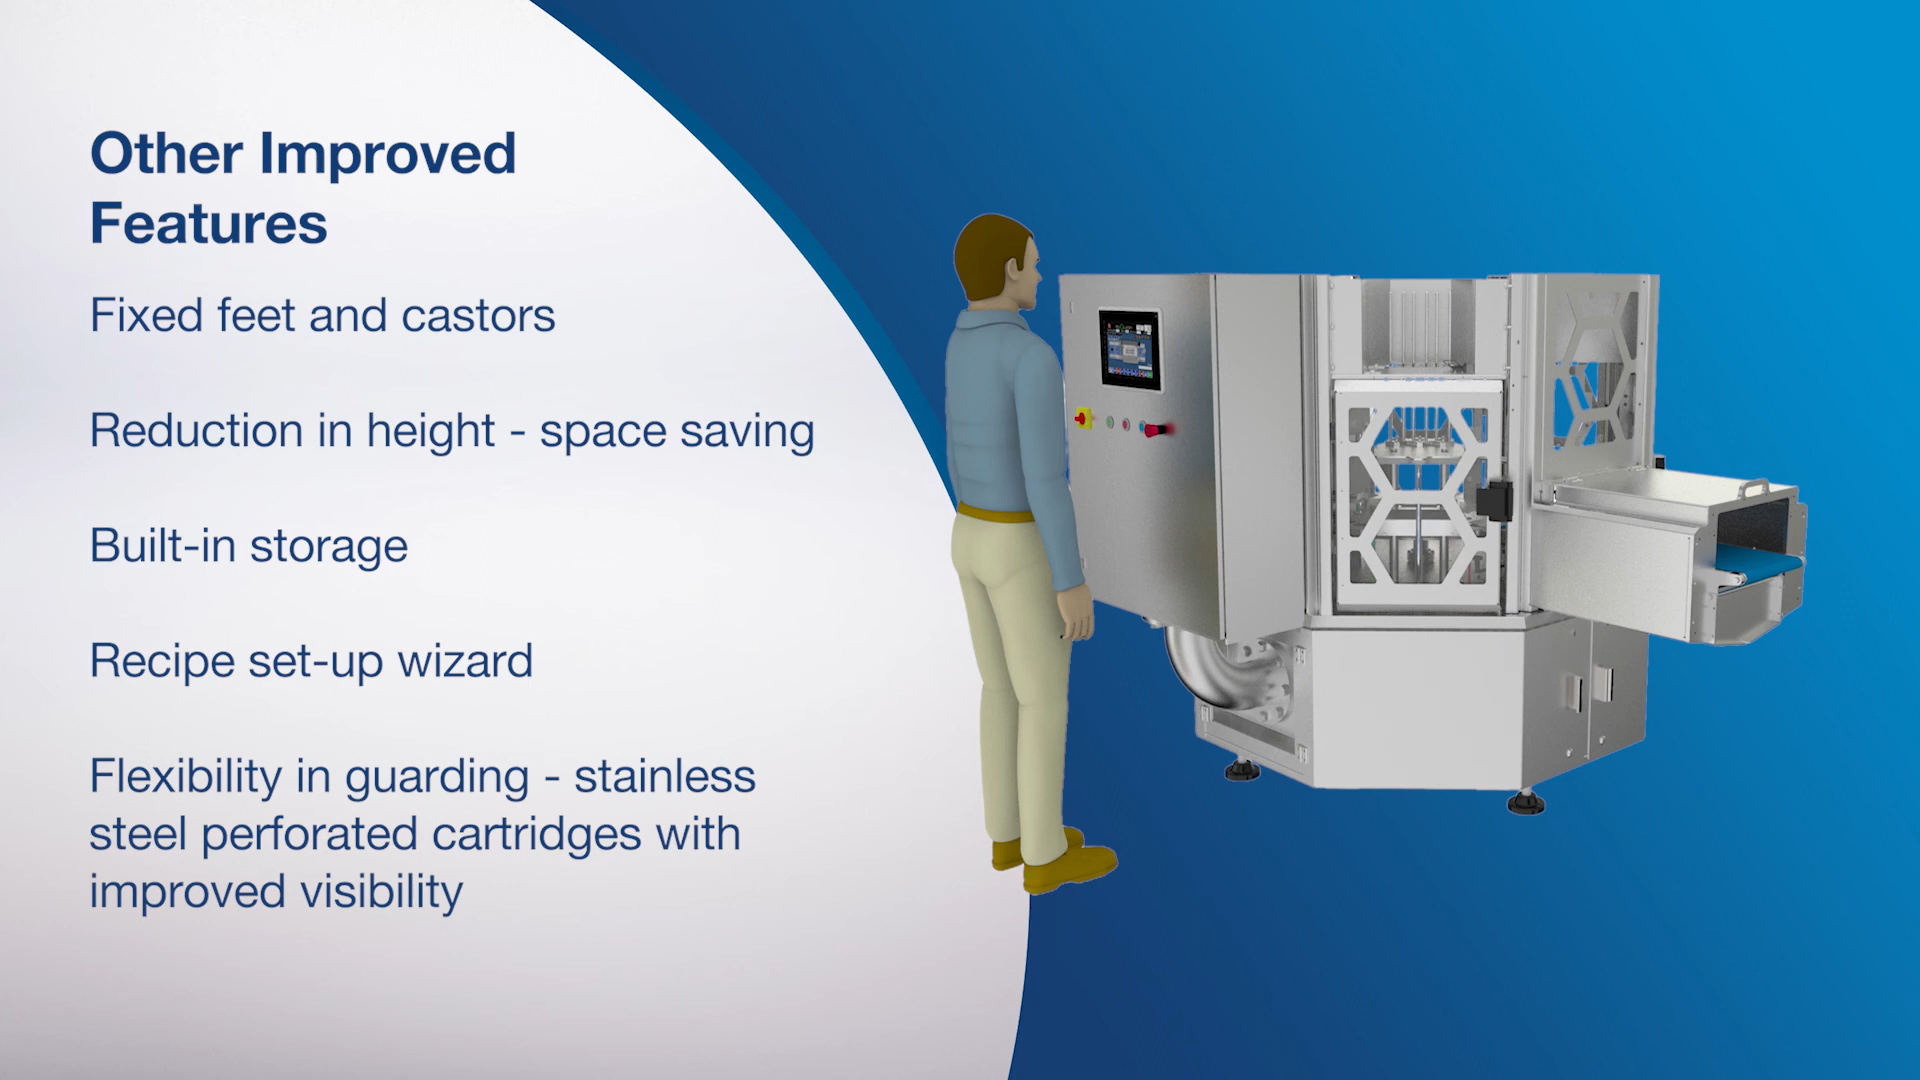 Other Improved
Features
Fixed feet and castors
Reduction in height - space saving
Built-in storage
Recipe set-up wizard
Flexibility in guarding - stainless
steel perforated cartridges with
improved visibility